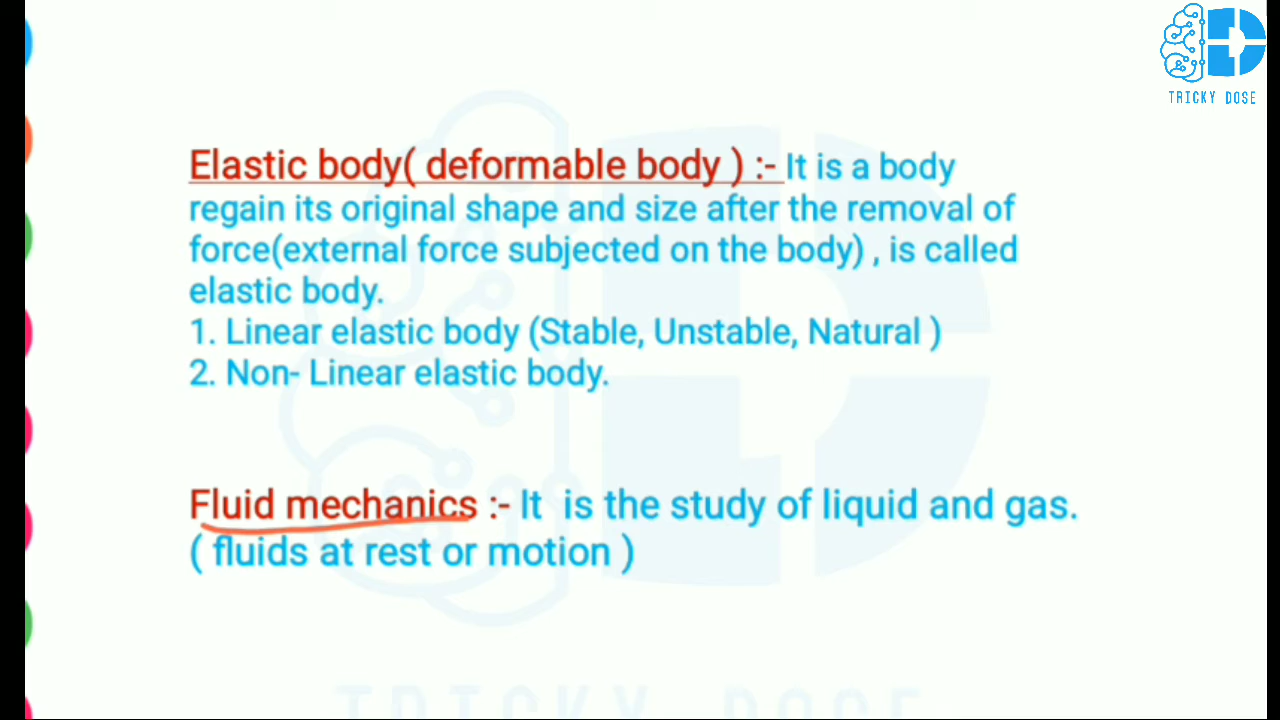 TRICKY DOSE
Elastic body( deformable body ) :- It is a body
regain its original shape and size after the removal of
force(external force subjected on the body) , is called
elastic body.
1. Linear elastic body (Stable, Unstable, Natural )
2. Non- Linear elastic body.
Fluid mechanics :- It is the study of liquid and gas.
( fluids at rest or motion )
TRICKY DOSE